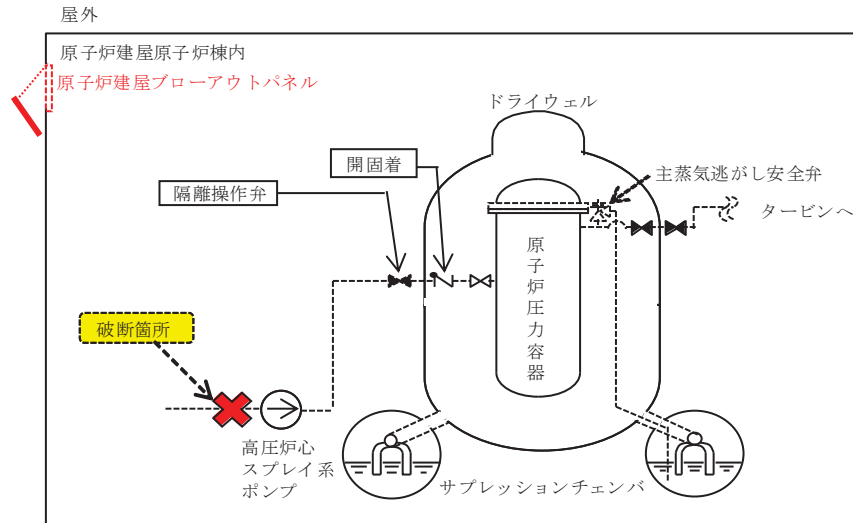 屋外
原子炉建屋原子炉棟内
原子炉建屋ブローアウトパネル
ドライウェル
開固着
主蒸気逃がし安全弁
隔離操作弁
タービンへ
原子炉圧力容器
破断箇所
高圧炉心
スプレイ系
ポンプ
サプレッションチェンバ